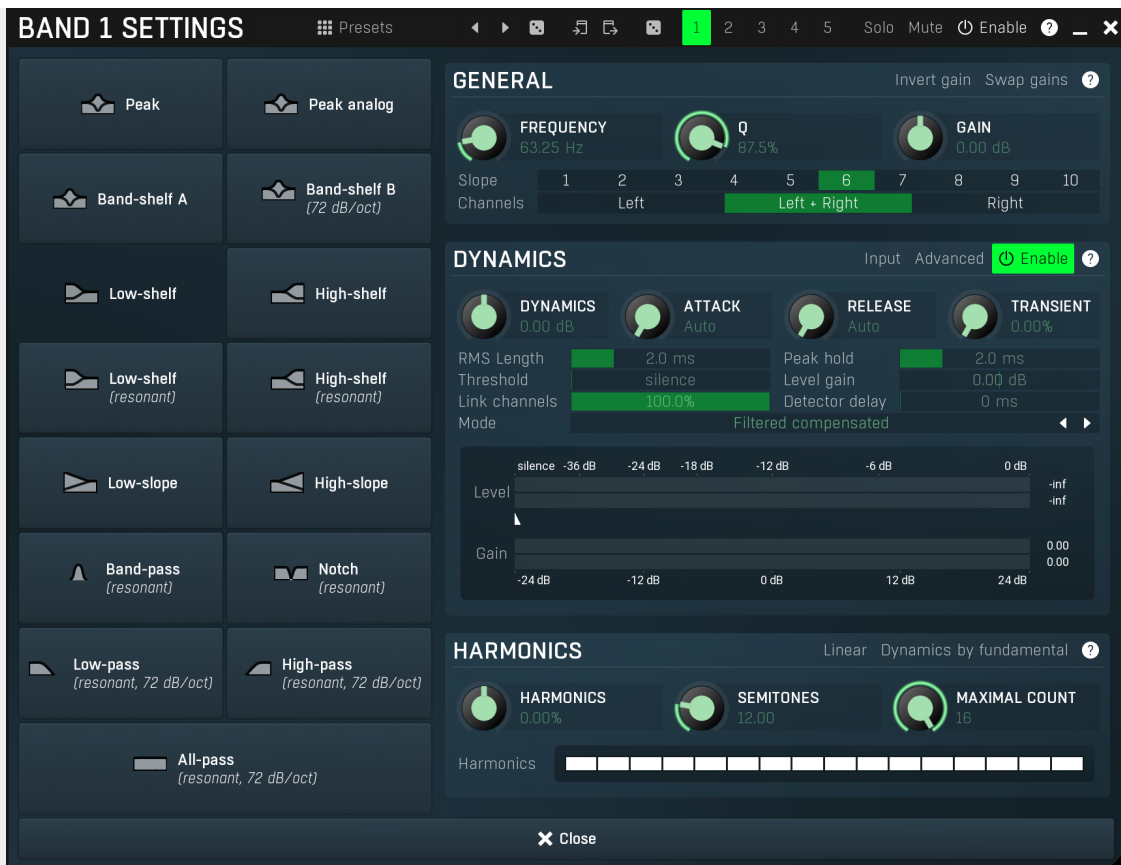 BAND 1 SETTINGS Presets 1 2 3 4 5 Solo Mute Enable ?
Peak
Peak analog
Band-shelf A
Band-shelf B
(72 dB/oct)
Low-shelf
High-shelf
Low-shelf
(resonant)
High-shelf
(resonant)
Low-slope
High-slope
Band-pass
(resonant)
Notch
(resonant)
Low-pass
(resonant, 72 dB/oct)
High-pass
(resonant, 72 dB/oct)
All-pass
(resonant, 72 dB/oct)
GENERAL Invert gain Swap gains ?
FREQUENCY
63.25 Hz
Q
87.5%
GAIN
0.00 dB
Slope 1 2 3 4 5 6 7 8 9 10
Channels Left Left + Right Right
DYNAMICS Input Advanced Enable ?
DYNAMICS
0.00 dB
ATTACK
Auto
RELEASE
Auto
TRANSIENT
0.00%
RMS Length 2.0 ms Peak hold 2.0 ms
Threshold silence Level gain 0.00 dB
Link channels 100.0% Detector delay 0 ms
Mode Filtered compensated
silence -36 dB -24 dB -18 dB -12 dB -6 dB 0 dB
Level -inf
-inf
Gain 0.00
0.00
-24 dB -12 dB 0 dB 12 dB 24 dB
HARMONICS Linear Dynamics by fundamental ?
HARMONICS
0.00%
SEMITONES
12.00
MAXIMAL COUNT
16
Harmonics
Close